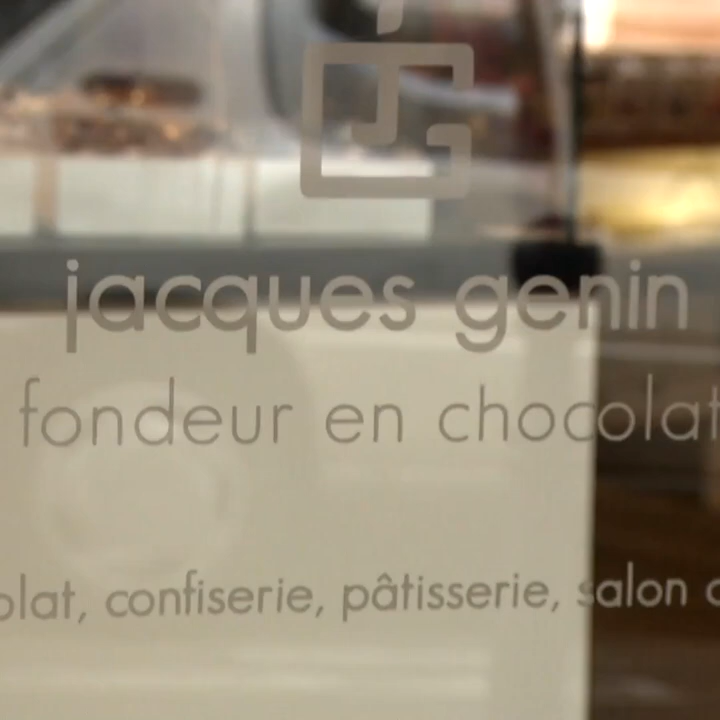 jacques genin
fondeur en chocolat
olat, confiserie, pâtisserie, salon